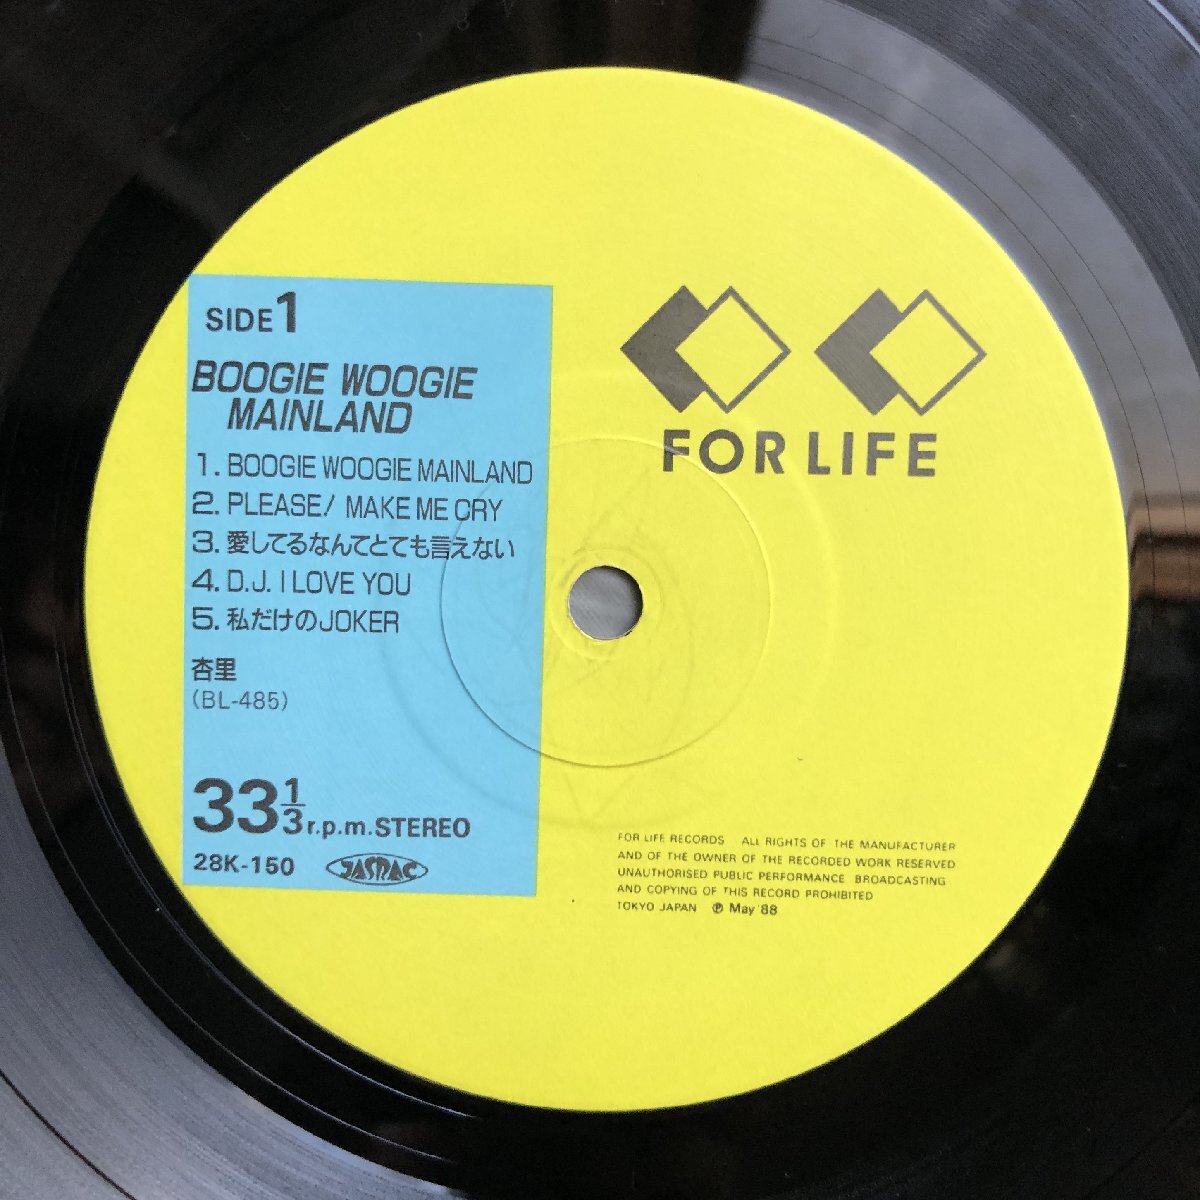 SIDE 1
BOOGIE WOOGIE
MAINLAND
1. BOOGIE WOOGIE MAINLAND
2. PLEASE! MAKE ME CRY
3. 愛してるなんてとても言えない
4. D.J. I LOVE YOU
5. 私だけのJOKER
杏里
(BL-485)
33 1/3 r.p.m. STEREO
28K-150 JASRAC
FOR LIFE
FOR LIFE RECORDS ALL RIGHTS OF THE MANUFACTURER
AND OF THE OWNER OF THE RECORDED WORK RESERVED
UNAUTHORISED PUBLIC PERFORMANCE BROADCASTING
AND COPYING OF THIS RECORD PROHIBITED
TOKYO JAPAN ℗ May '88